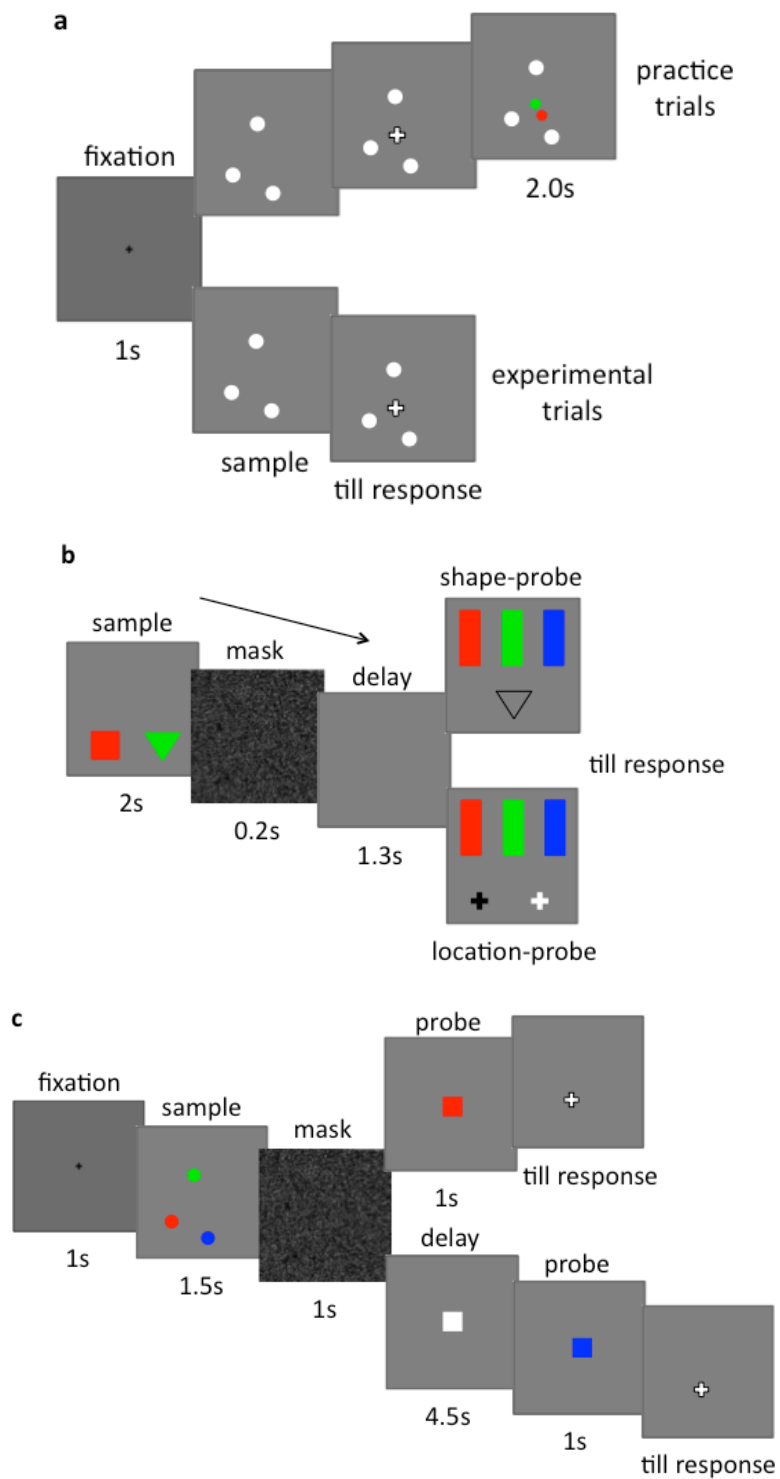 a
practice
trials
fixation
2.0s
1s
experimental
trials
sample
till response
b
shape-probe
sample
mask
delay
till response
2s
0.2s
1.3s
location-probe
c
probe
fixation
sample
mask
till response
1s
1s
delay
1.5s
probe
1s
4.5s
1s
till response